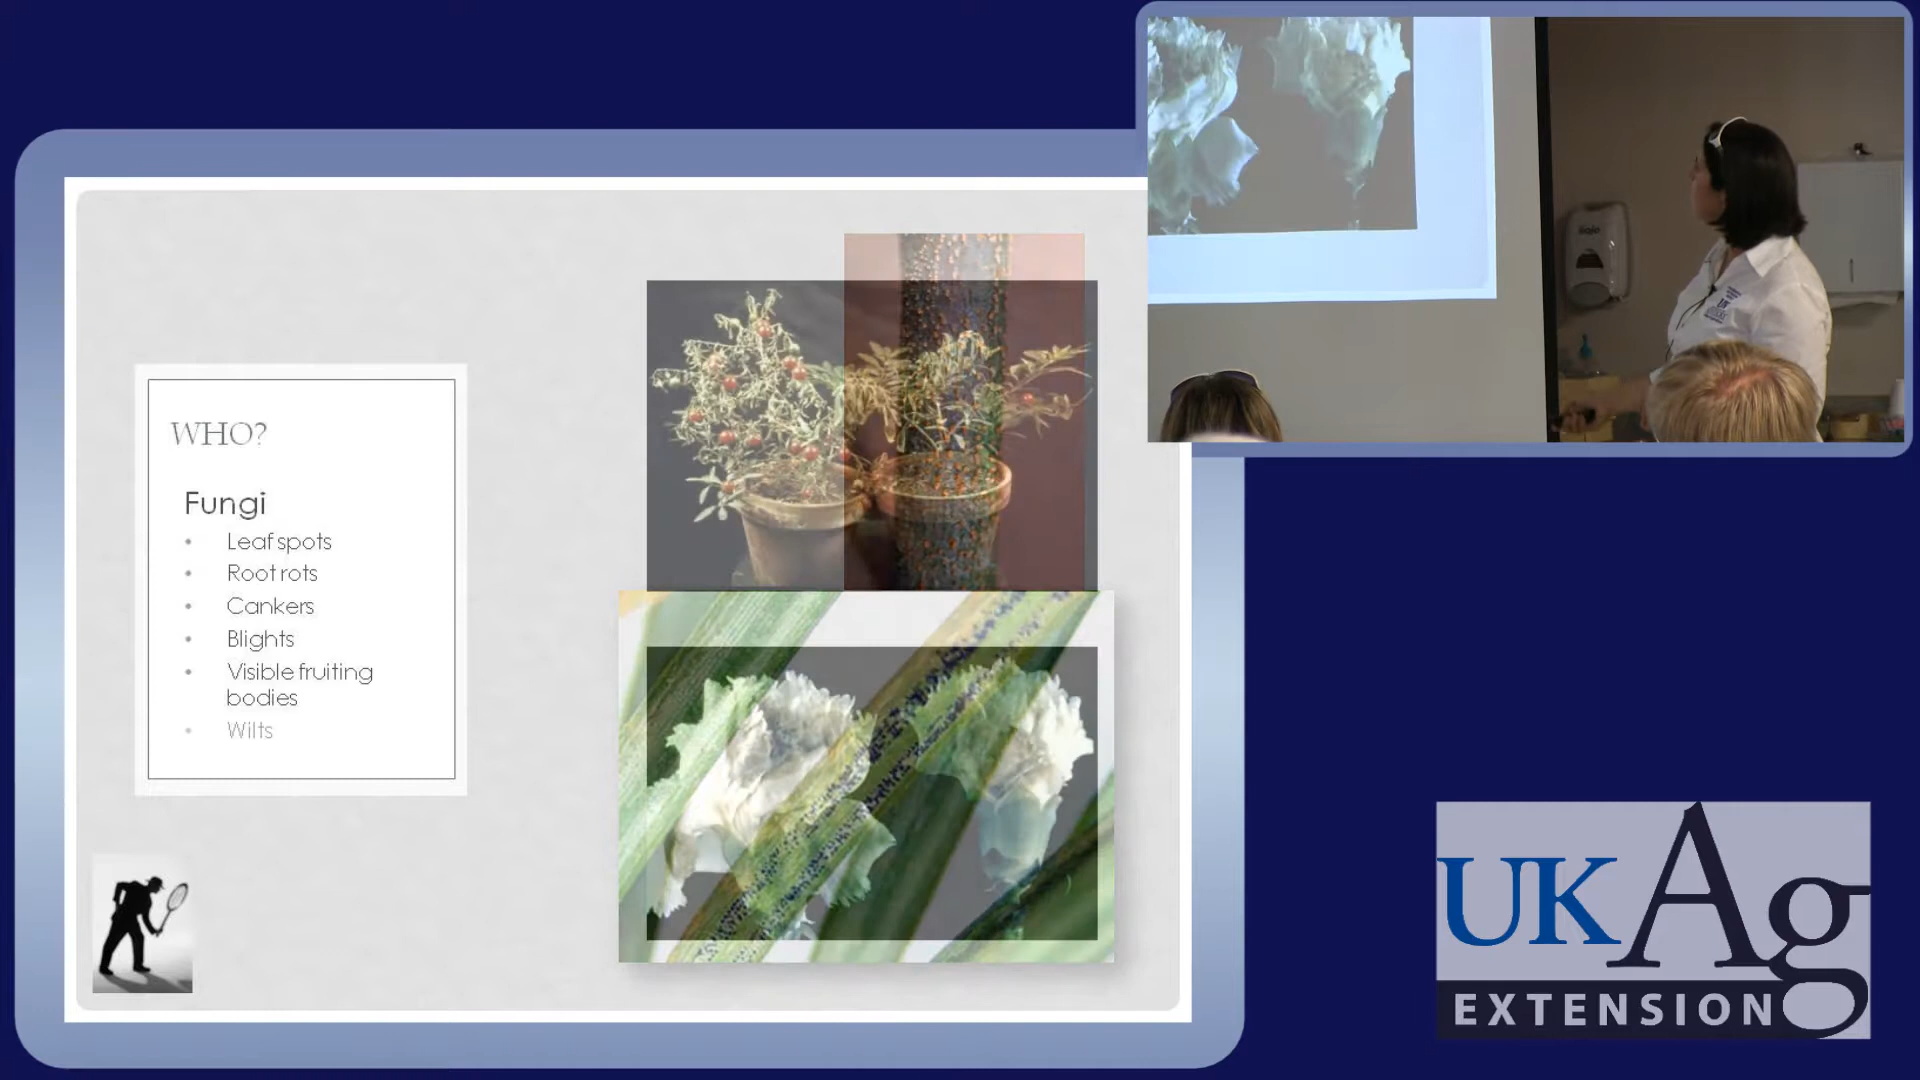 WHO?
Fungi
• Leaf spots
• Root rots
• Cankers
• Blights
• Visible fruiting
bodies
• Wilts
UKAg
EXTENSION